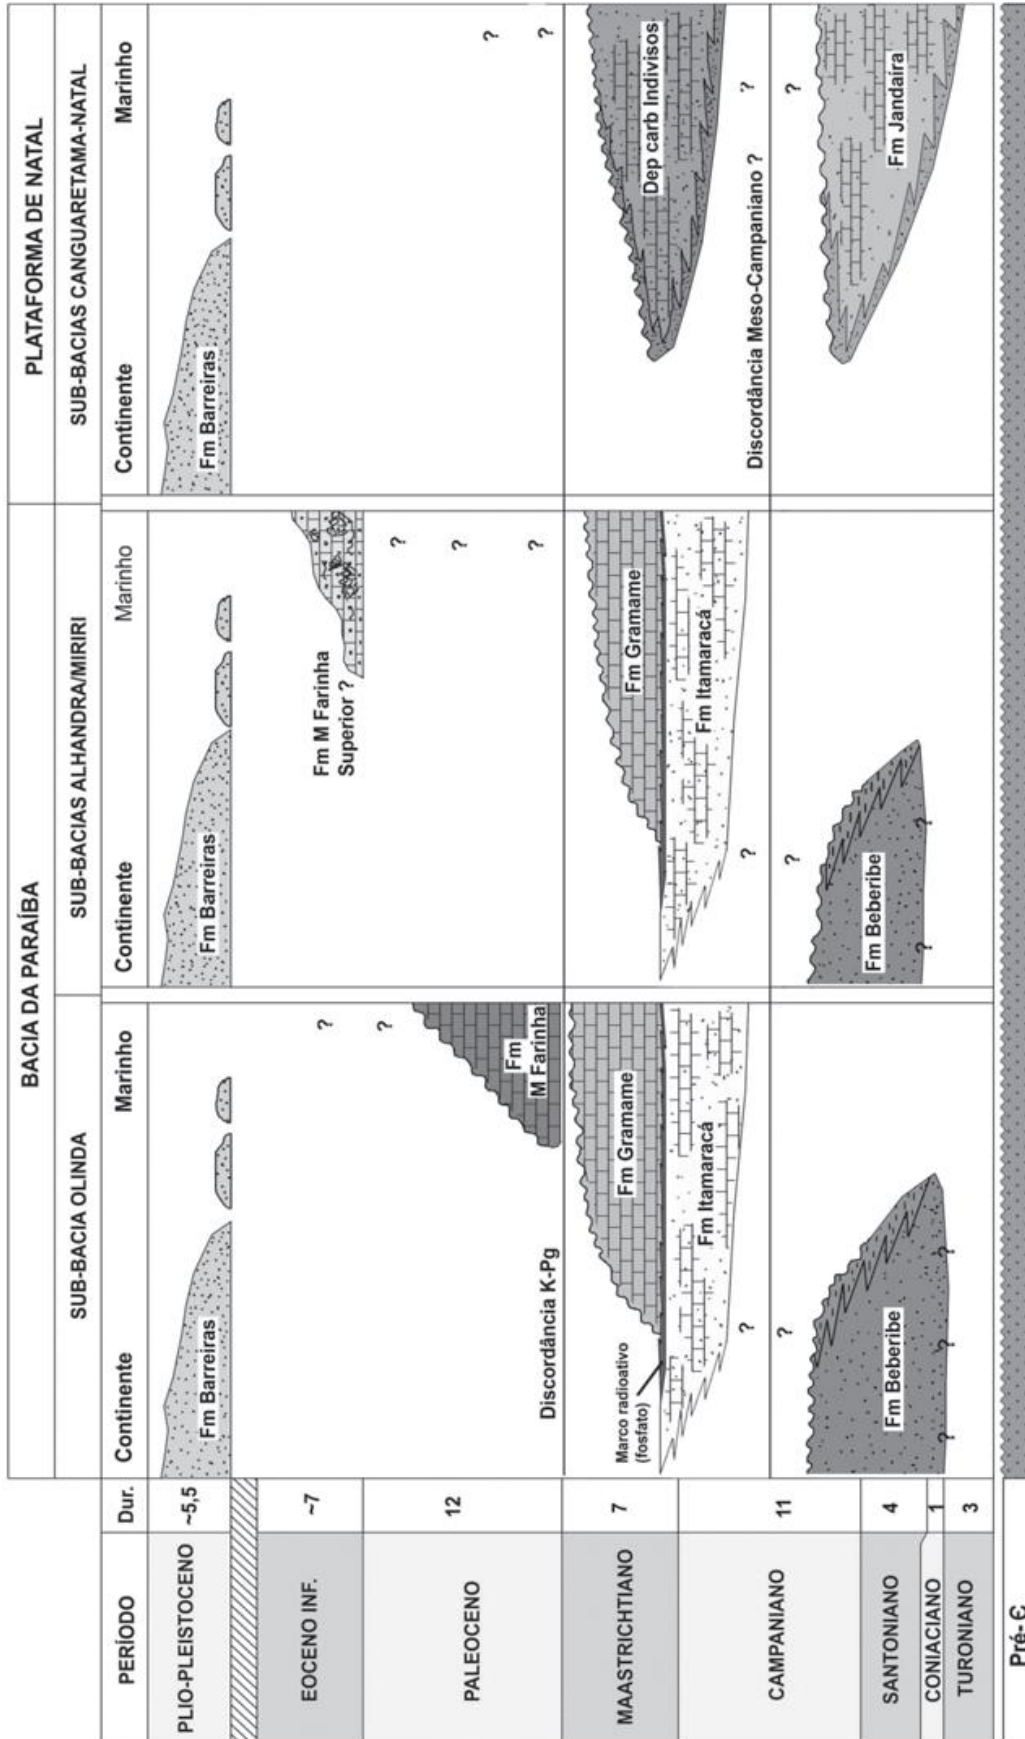 BACIA DA PARAÍBA
PLATAFORMA DE NATAL
SUB-BACIA OLINDA
SUB-BACIAS ALHANDRA/MIRIRI
SUB-BACIAS CANGUARETAMA-NATAL
PERÍODO
Dur.
Continente
Marinho
Continente
Marinho
Continente
Marinho
PLIO-PLEISTOCENO
~5,5
Fm Barreiras
Fm Barreiras
Fm Barreiras
EOCENO INF.
~7
?
Fm M Farinha
Superior ?
PALEOCENO
12
?
Fm
M Farinha
?
?
?
?
?
Discordância K-Pg
MAASTRICHTIANO
7
Marco radioativo
(fosfato)
Fm Gramame
Fm Gramame
Dep carb Indivisos
CAMPANIANO
11
Fm Itamaracá
Fm Itamaracá
?
?
Discordância Meso-Campaniano ?
?
?
?
?
SANTONIANO
4
Fm Beberibe
Fm Beberibe
Fm Jandaíra
CONIACIANO
1
?
?
TURONIANO
3
?
?
?
Pré-Є